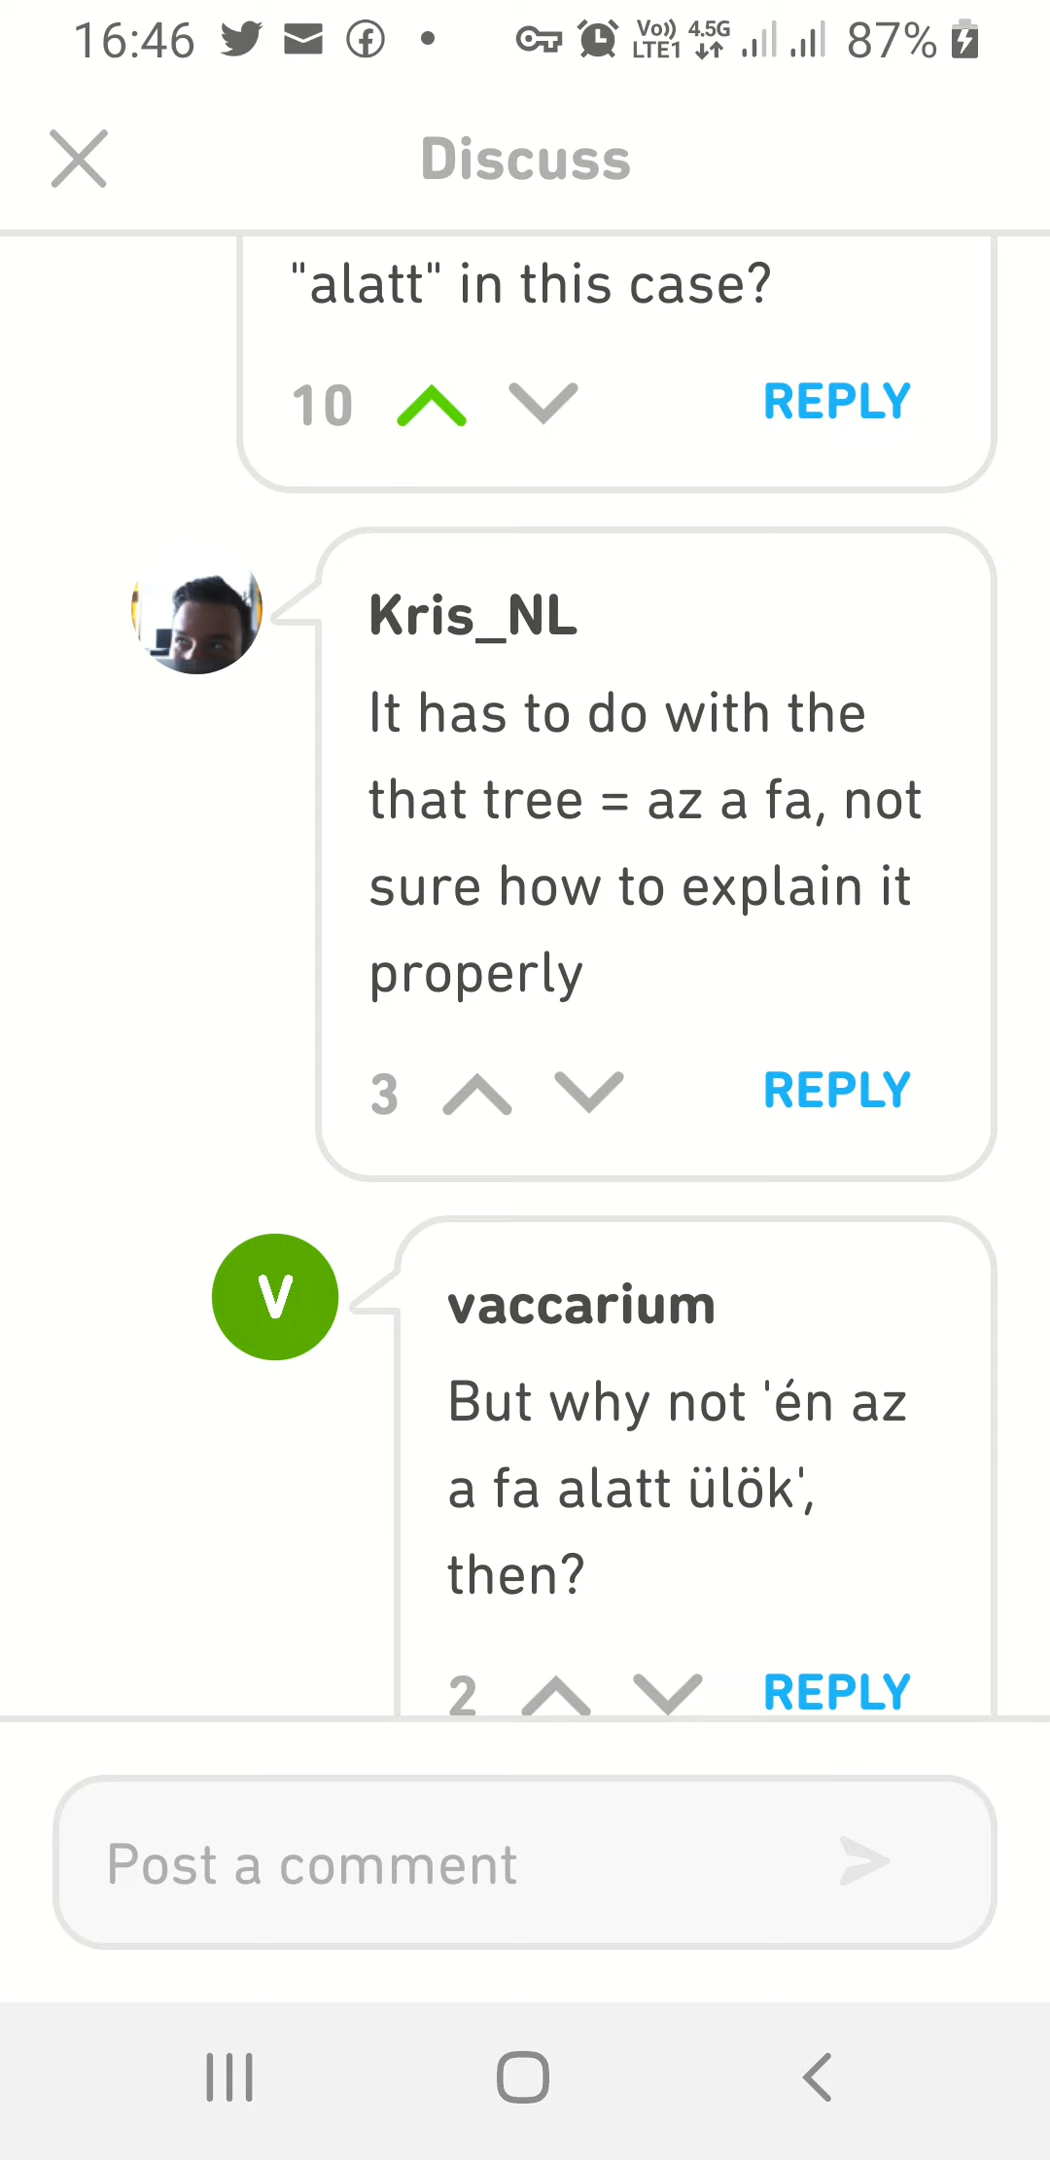 16:46 Vo)) LTE1 4.5G 87%
Discuss
"alatt" in this case?
10 REPLY
Kris_NL
It has to do with the
that tree = az a fa, not
sure how to explain it
properly
3 REPLY
V
vaccarium
But why not 'én az
a fa alatt ülök',
then?
2 REPLY
Post a comment